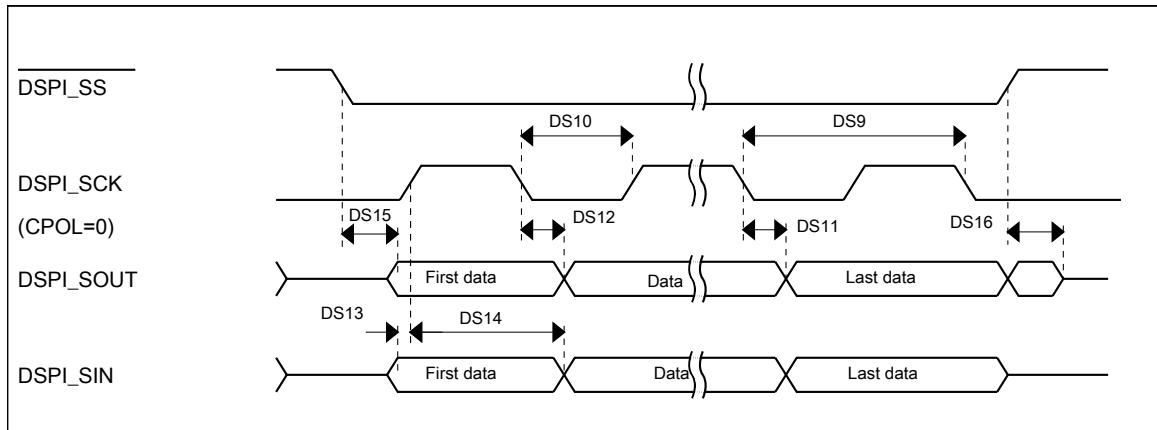 DSPI_SS
DS10
DS9
DSPI_SCK
(CPOL=0)
DS15
DS12
DS11
DS16
DSPI_SOUT
First data
Data
Last data
DS13
DS14
DSPI_SIN
First data
Data
Last data